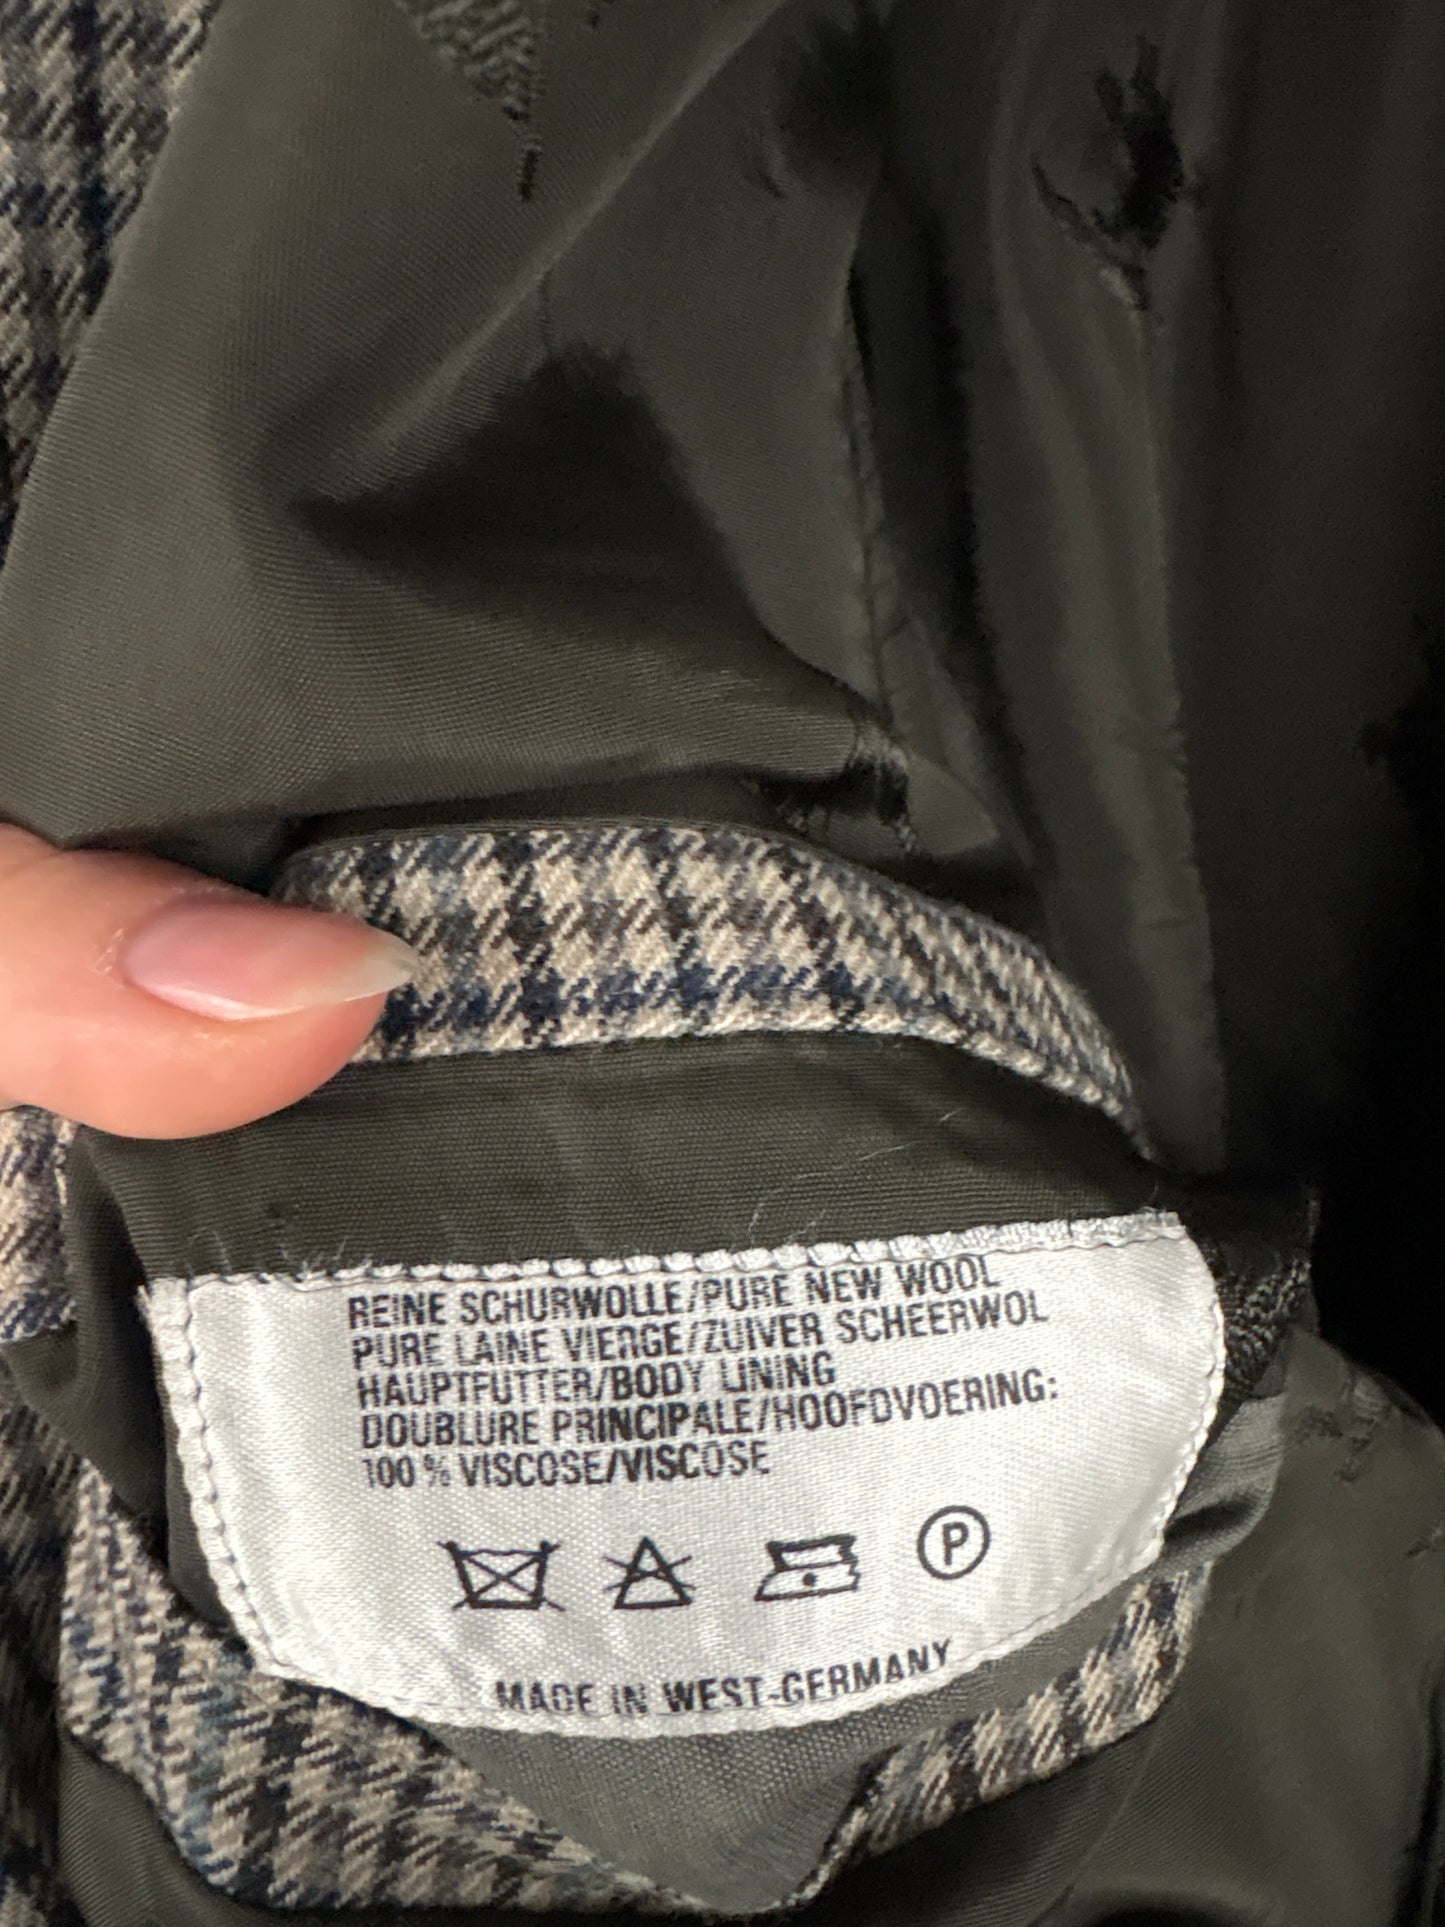 REINE SCHURWOLLE/PURE NEW WOOL
PURE LAINE VIERGE/ZUIVER SCHEERWOL
HAUPTFUTTER/BODY LINING
DOUBLURE PRINCIPALE/HOOFDVOERING:
100 % VISCOSE/VISCOSE
P
MADE IN WEST-GERMANY